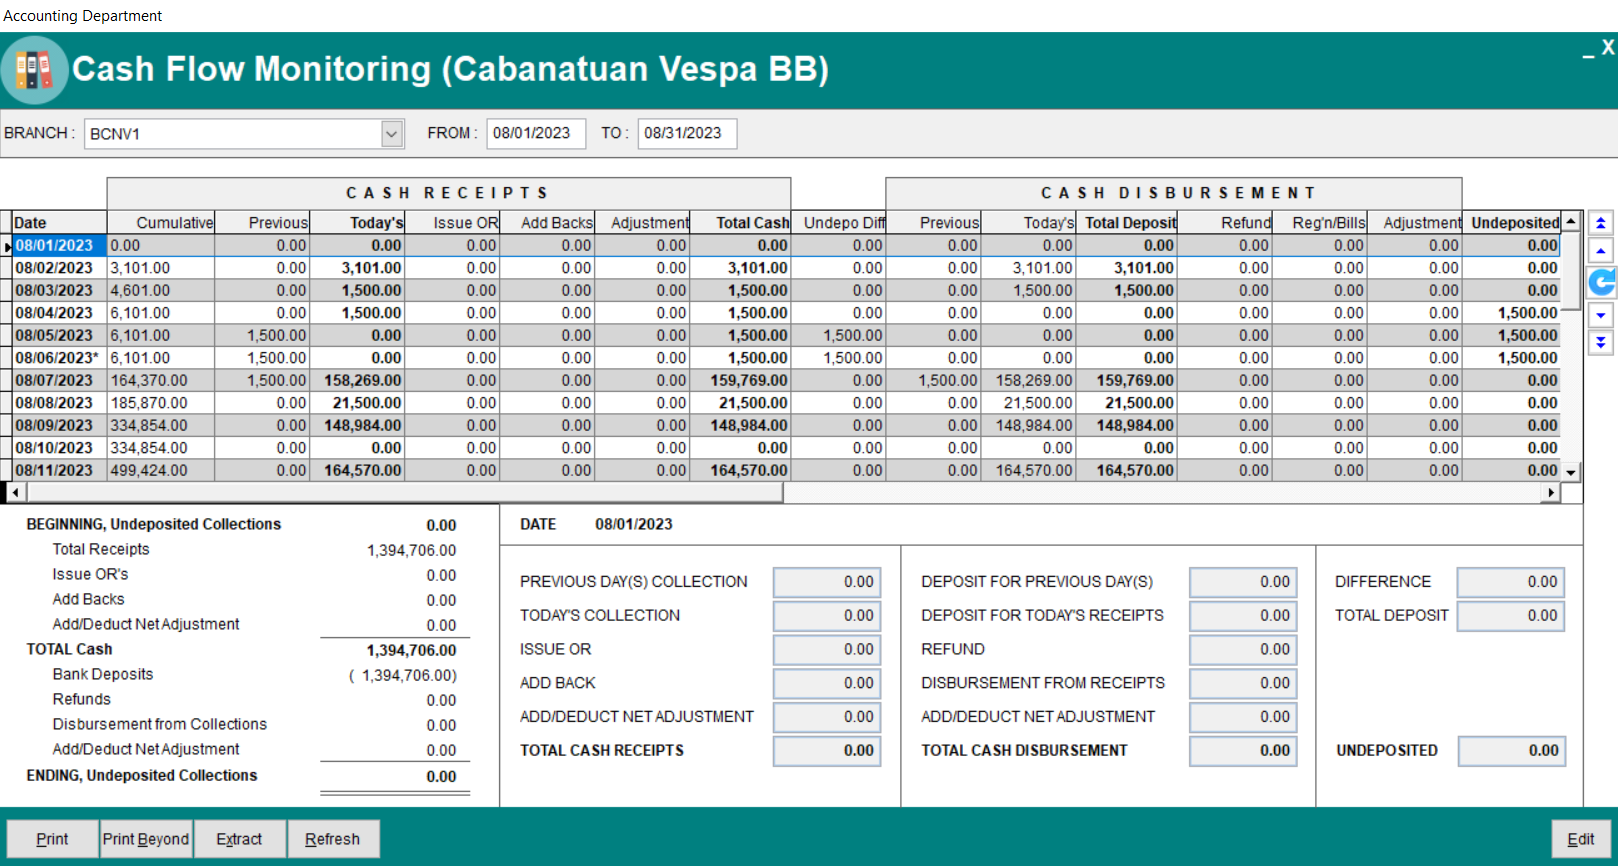 Accounting Department
Cash Flow Monitoring (Cabanatuan Vespa BB)
_ X
BRANCH : BCNV1 FROM : 08/01/2023 TO : 08/31/2023
CASH RECEIPTS CASH DISBURSEMENT
Date Cumulative Previous Today's Issue OR Add Backs Adjustment Total Cash Undepo Diff Previous Today's Total Deposit Refund Reg'n/Bills Adjustment Undeposited
08/01/2023 0.00 0.00 0.00 0.00 0.00 0.00 0.00 0.00 0.00 0.00 0.00 0.00 0.00 0.00 0.00
08/02/2023 3,101.00 0.00 3,101.00 0.00 0.00 0.00 3,101.00 0.00 0.00 3,101.00 3,101.00 0.00 0.00 0.00 0.00
08/03/2023 4,601.00 0.00 1,500.00 0.00 0.00 0.00 1,500.00 0.00 0.00 1,500.00 1,500.00 0.00 0.00 0.00 0.00
08/04/2023 6,101.00 0.00 1,500.00 0.00 0.00 0.00 1,500.00 0.00 0.00 0.00 0.00 0.00 0.00 0.00 1,500.00
08/05/2023 6,101.00 1,500.00 0.00 0.00 0.00 0.00 1,500.00 1,500.00 0.00 0.00 0.00 0.00 0.00 0.00 1,500.00
08/06/2023* 6,101.00 1,500.00 0.00 0.00 0.00 0.00 1,500.00 1,500.00 0.00 0.00 0.00 0.00 0.00 0.00 1,500.00
08/07/2023 164,370.00 1,500.00 158,269.00 0.00 0.00 0.00 159,769.00 0.00 1,500.00 158,269.00 159,769.00 0.00 0.00 0.00 0.00
08/08/2023 185,870.00 0.00 21,500.00 0.00 0.00 0.00 21,500.00 0.00 0.00 21,500.00 21,500.00 0.00 0.00 0.00 0.00
08/09/2023 334,854.00 0.00 148,984.00 0.00 0.00 0.00 148,984.00 0.00 0.00 148,984.00 148,984.00 0.00 0.00 0.00 0.00
08/10/2023 334,854.00 0.00 0.00 0.00 0.00 0.00 0.00 0.00 0.00 0.00 0.00 0.00 0.00 0.00 0.00
08/11/2023 499,424.00 0.00 164,570.00 0.00 0.00 0.00 164,570.00 0.00 0.00 164,570.00 164,570.00 0.00 0.00 0.00 0.00
BEGINNING, Undeposited Collections 0.00
Total Receipts 1,394,706.00
Issue OR's 0.00
Add Backs 0.00
Add/Deduct Net Adjustment 0.00
TOTAL Cash 1,394,706.00
Bank Deposits ( 1,394,706.00)
Refunds 0.00
Disbursement from Collections 0.00
Add/Deduct Net Adjustment 0.00
ENDING, Undeposited Collections 0.00
DATE 08/01/2023
PREVIOUS DAY(S) COLLECTION 0.00
TODAY'S COLLECTION 0.00
ISSUE OR 0.00
ADD BACK 0.00
ADD/DEDUCT NET ADJUSTMENT 0.00
TOTAL CASH RECEIPTS 0.00
DEPOSIT FOR PREVIOUS DAY(S) 0.00
DEPOSIT FOR TODAY'S RECEIPTS 0.00
REFUND 0.00
DISBURSEMENT FROM RECEIPTS 0.00
ADD/DEDUCT NET ADJUSTMENT 0.00
TOTAL CASH DISBURSEMENT 0.00
DIFFERENCE 0.00
TOTAL DEPOSIT 0.00
UNDEPOSITED 0.00
Print Print Beyond Extract Refresh Edit